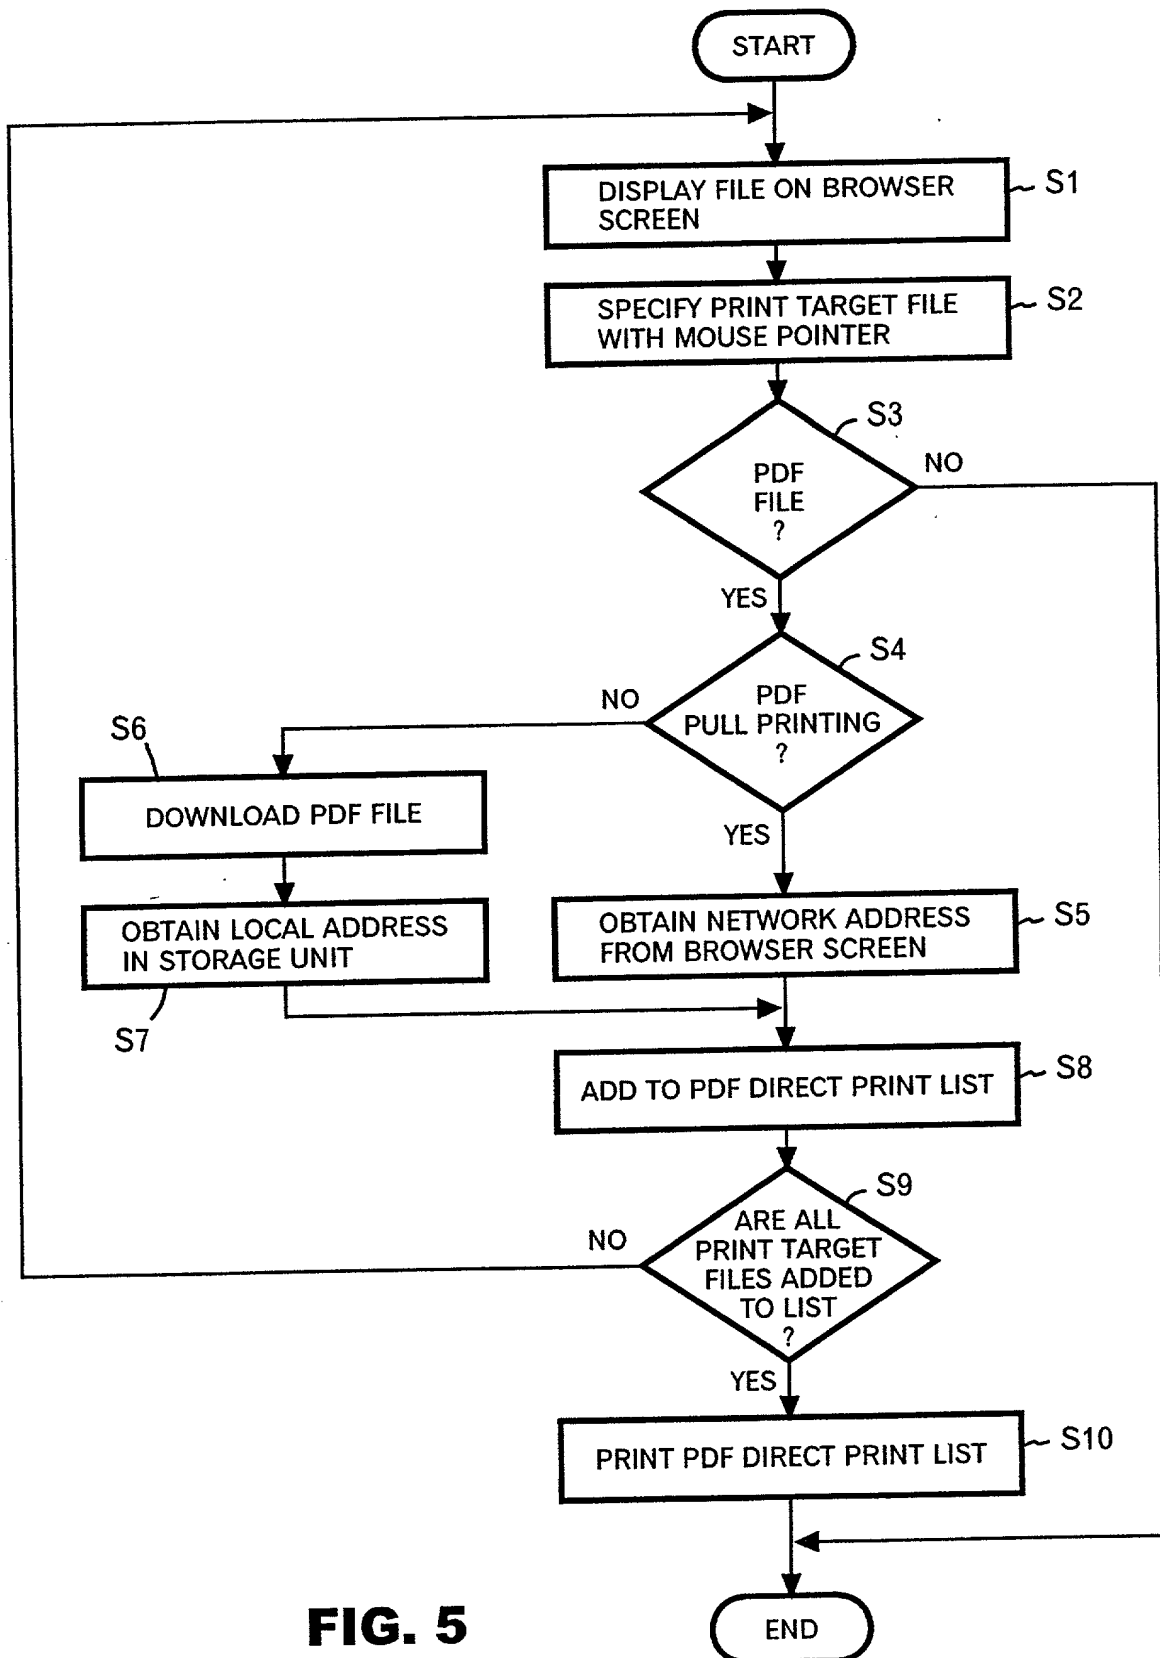 START
DISPLAY FILE ON BROWSER
SCREEN
S1
SPECIFY PRINT TARGET FILE
WITH MOUSE POINTER
S2
S3
PDF
FILE
?
NO
YES
S4
PDF
PULL PRINTING
?
NO
YES
S6
DOWNLOAD PDF FILE
OBTAIN LOCAL ADDRESS
IN STORAGE UNIT
S7
OBTAIN NETWORK ADDRESS
FROM BROWSER SCREEN
S5
ADD TO PDF DIRECT PRINT LIST
S8
S9
ARE ALL
PRINT TARGET
FILES ADDED
TO LIST
?
NO
YES
PRINT PDF DIRECT PRINT LIST
S10
END
FIG. 5